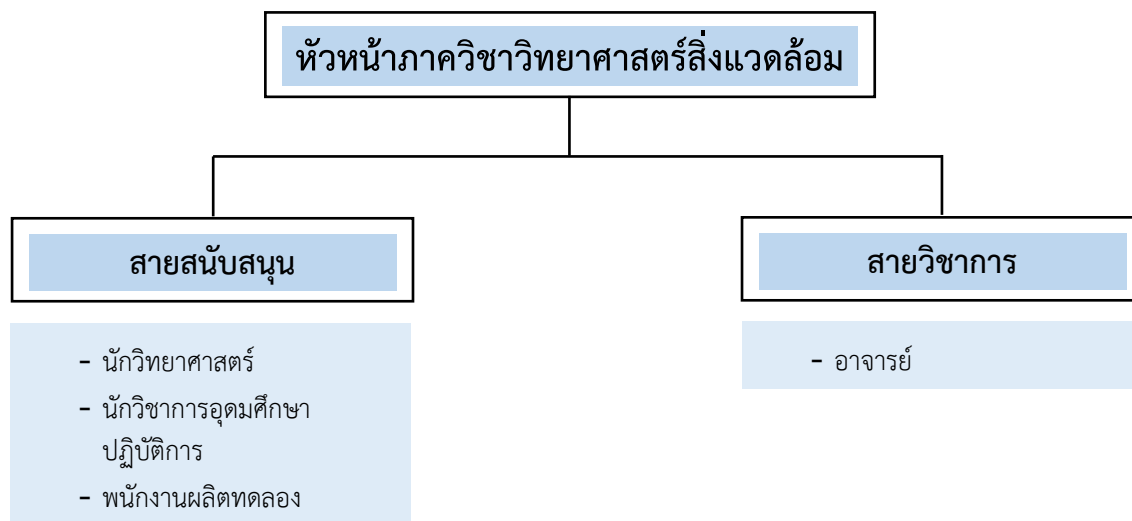 หัวหน้าภาควิชาวิทยาศาสตร์สิ่งแวดล้อม
สายสนับสนุน
- นักวิทยาศาสตร์
- นักวิชาการอุดมศึกษา
ปฏิบัติการ
- พนักงานผลิตทดลอง
สายวิชาการ
- อาจารย์